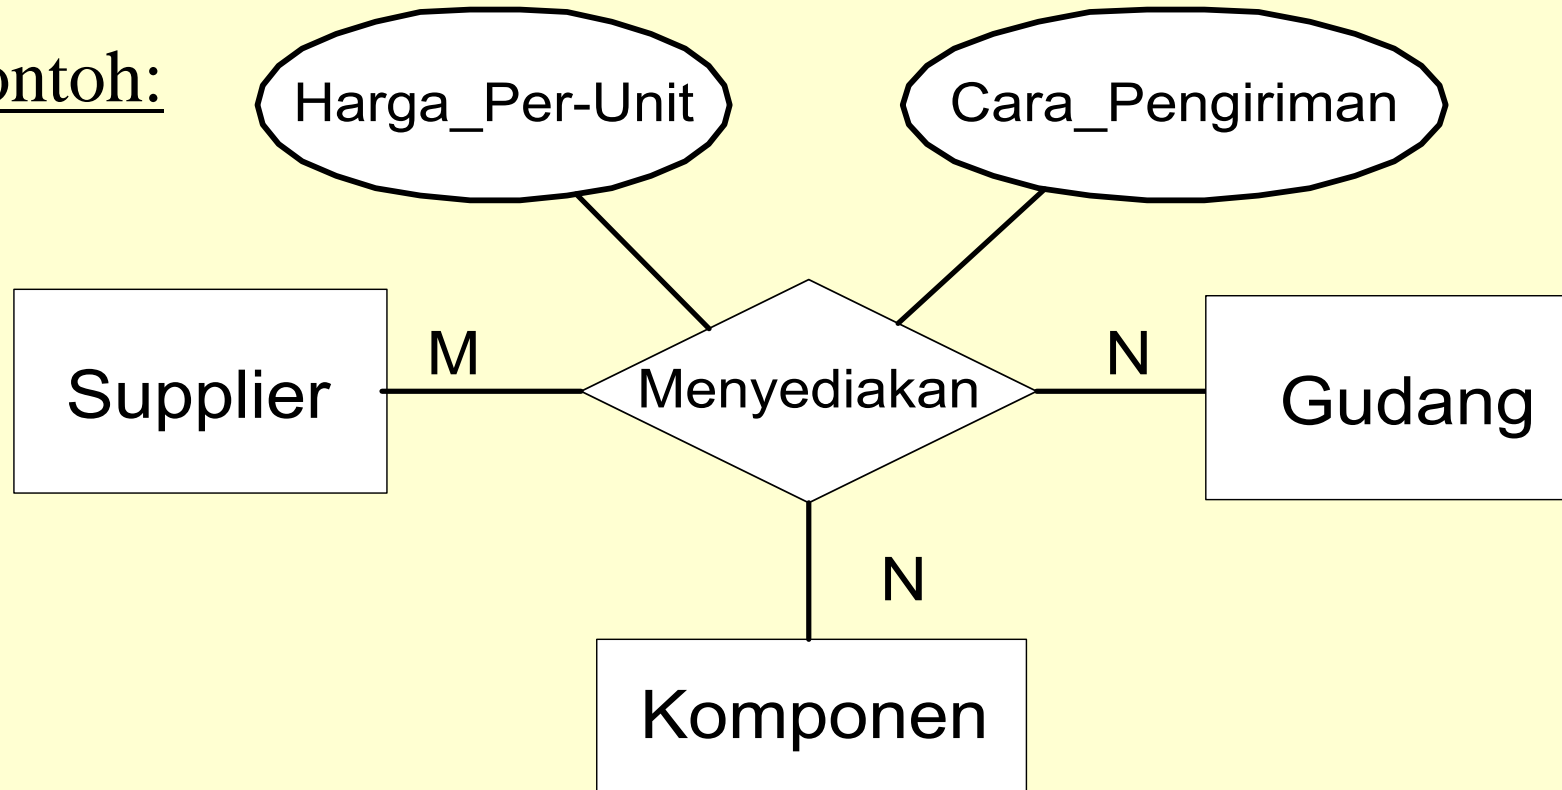 ontoh:
Harga_Per-Unit
Cara_Pengiriman
Supplier
M
Menyediakan
N
Gudang
N
Komponen